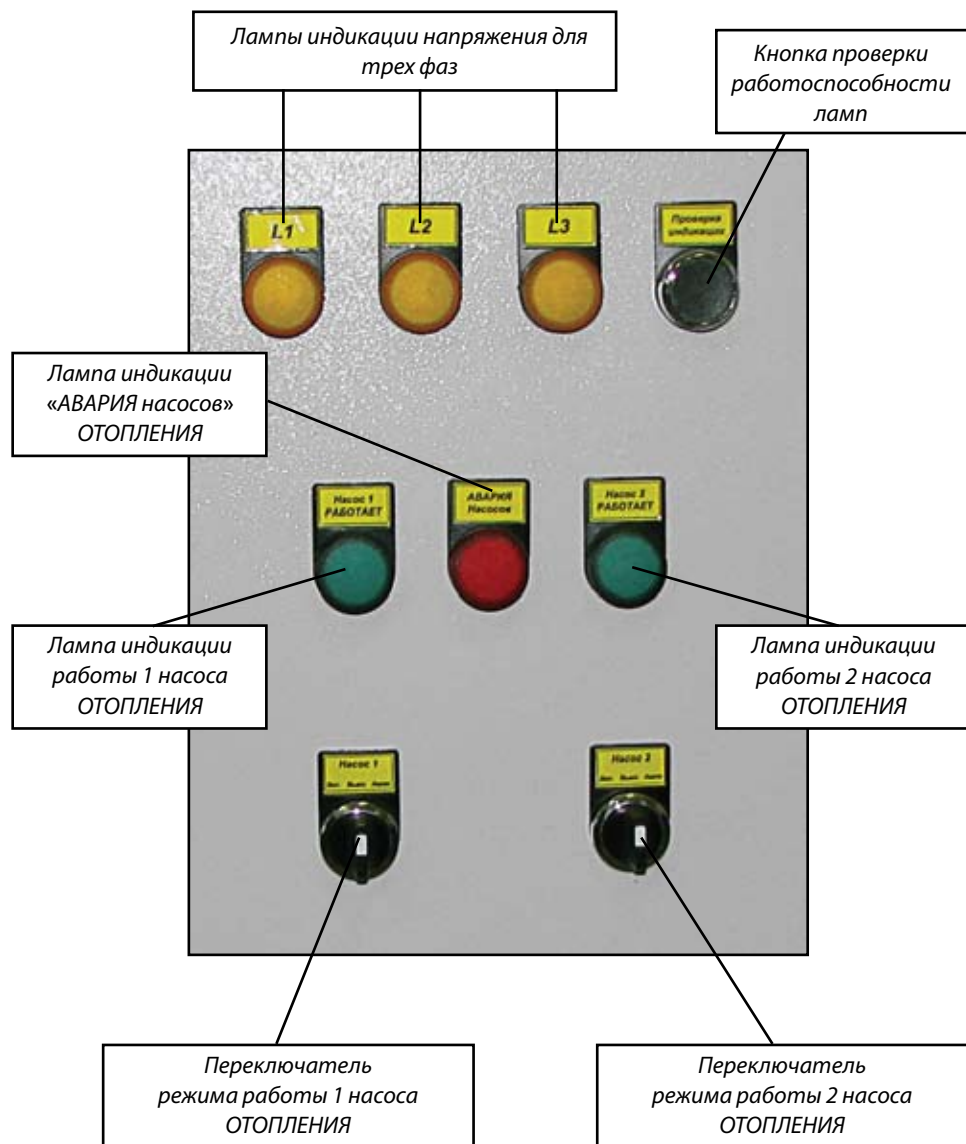 Лампы индикации напряжения для
трех фаз
Кнопка проверки
работоспособности
ламп
L1
L2
L3
Проверка
индикации
Лампа индикации
«АВАРИЯ насосов»
ОТОПЛЕНИЯ
Насос 1
РАБОТАЕТ
АВАРИЯ
Насосов
Насос 2
РАБОТАЕТ
Лампа индикации
работы 1 насоса
ОТОПЛЕНИЯ
Лампа индикации
работы 2 насоса
ОТОПЛЕНИЯ
Насос 1
Насос 2
Переключатель
режима работы 1 насоса
ОТОПЛЕНИЯ
Переключатель
режима работы 2 насоса
ОТОПЛЕНИЯ